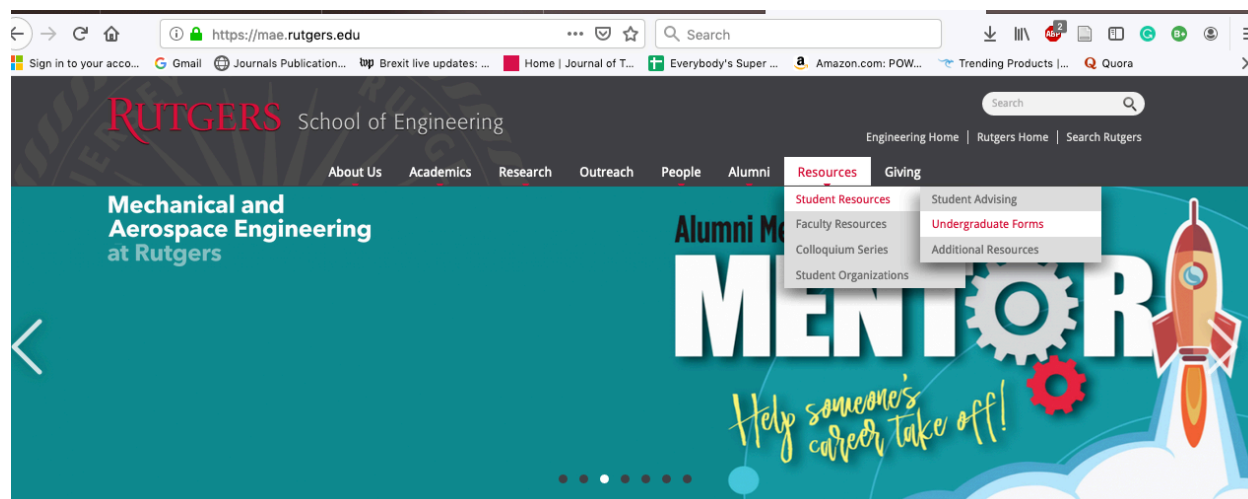 https://mae.rutgers.edu
Search
2
ABP
Sign in to your acco...
Gmail
Journals Publication...
Brexit live updates: ...
Home | Journal of T...
Everybody's Super ...
Amazon.com: POW...
Trending Products |...
Quora
RUTGERS School of Engineering
Search
Engineering Home | Rutgers Home | Search Rutgers
About Us Academics Research Outreach People Alumni Resources Giving
Student Resources
Faculty Resources
Colloquium Series
Student Organizations
Student Advising
Undergraduate Forms
Additional Resources
Mechanical and
Aerospace Engineering
at Rutgers
Alumni
MENTOR
Help someone's
career take off!